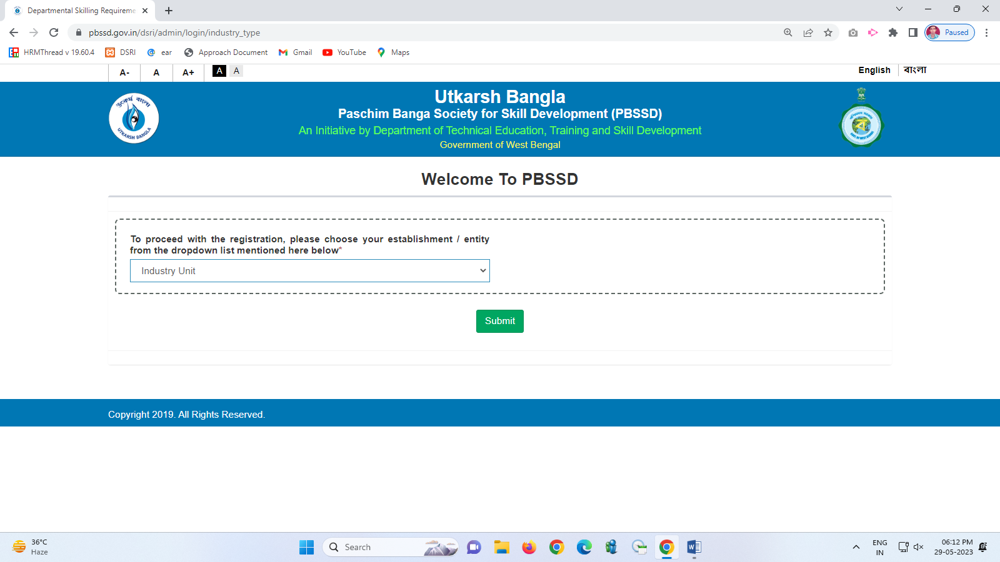 Departmental Skilling Requireme
pbssd.gov.in/dsri/admin/login/industry_type
Paused
HRMThread v 19.60.4 DSRI ear Approach Document Gmail YouTube Maps
A- A A+ A A
English বাংলা
উৎকর্ষ বাংলা
UTKARSH BANGLA
Utkarsh Bangla
Paschim Banga Society for Skill Development (PBSSD)
An Initiative by Department of Technical Education, Training and Skill Development
Government of West Bengal
Welcome To PBSSD
To proceed with the registration, please choose your establishment / entity
from the dropdown list mentioned here below*
Industry Unit
Submit
Copyright 2019. All Rights Reserved.
36°C
Haze
Search
ENG
IN
06:12 PM
29-05-2023